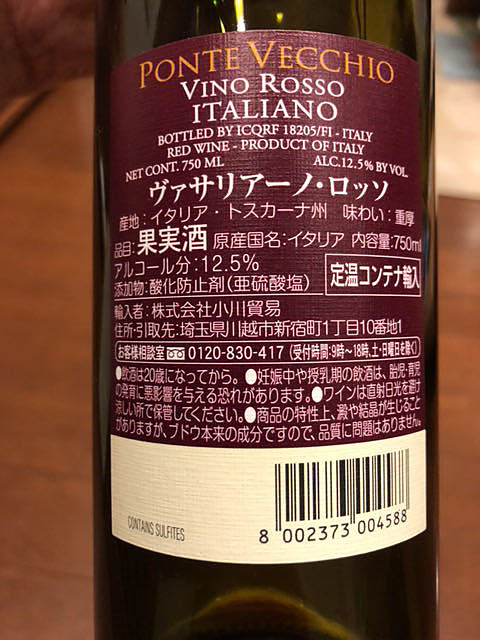 PONTE VECCHIO
VINO ROSSO
ITALIANO
BOTTLED BY ICQRF 18205/FI - ITALY
RED WINE - PRODUCT OF ITALY
NET CONT. 750 ML ALC.12.5% BY VOL.
ヴァサリアーノ・ロッソ
産地：イタリア・トスカーナ州 味わい：重厚
品目：果実酒 原産国名：イタリア 内容量：750ml
アルコール分：12.5%
添加物：酸化防止剤（亜硫酸塩）
定温コンテナ輸入
輸入者：株式会社小川貿易
住所・引取先：埼玉県川越市新宿町1丁目10番地1
お客様相談室 0120-830-417（受付時間：9時〜18時、土・日曜日を除く）
●飲酒は20歳になってから。●妊娠中や授乳期の飲酒は、胎児・乳児
の発育に悪影響を与える恐れがあります。●ワインは直射日光を避け
涼しい所で保管してください。●商品の特性上、澱や結晶が生じること
がありますが、ブドウ本来の成分ですので、品質に問題はありません。
CONTAINS SULFITES
8 002373 004588